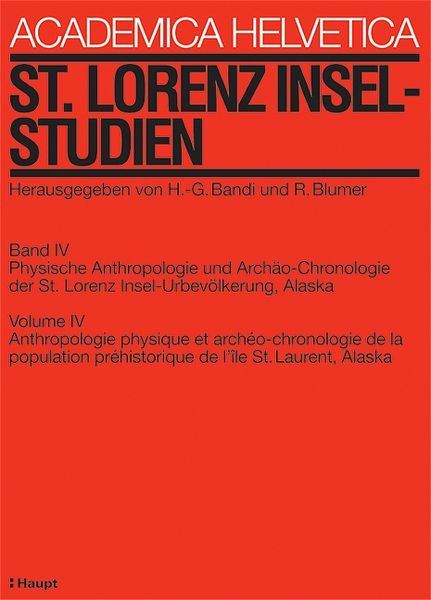 ACADEMICA HELVETICA
ST. LORENZ INSEL-
STUDIEN
Herausgegeben von H.-G. Bandi und R. Blumer
Band IV
Physische Anthropologie und Archäo-Chronologie
der St. Lorenz Insel-Urbevölkerung, Alaska
Volume IV
Anthropologie physique et archéo-chronologie de la
population préhistorique de l'île St. Laurent, Alaska
Haupt